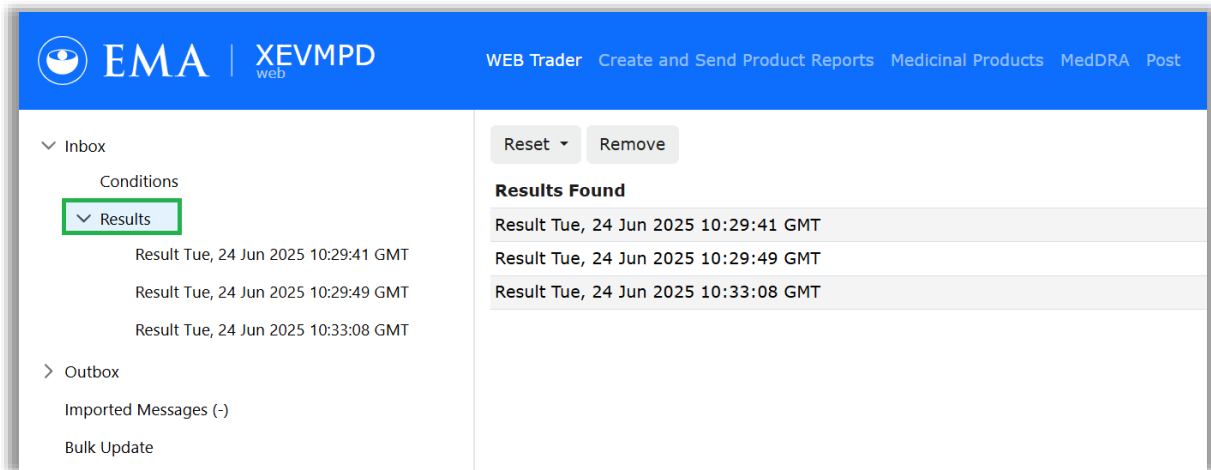 EMA | XEVMPD
web
WEB Trader Create and Send Product Reports Medicinal Products MedDRA Post
Inbox
Conditions
Results
Result Tue, 24 Jun 2025 10:29:41 GMT
Result Tue, 24 Jun 2025 10:29:49 GMT
Result Tue, 24 Jun 2025 10:33:08 GMT
Outbox
Imported Messages (-)
Bulk Update
Reset Remove
Results Found
Result Tue, 24 Jun 2025 10:29:41 GMT
Result Tue, 24 Jun 2025 10:29:49 GMT
Result Tue, 24 Jun 2025 10:33:08 GMT